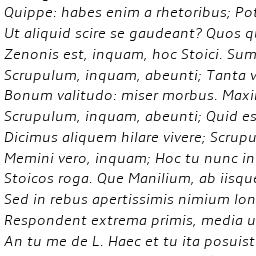 Quippe: habes enim a rhetoribus; Pot
Ut aliquid scire se gaudeant? Quos q
Zenonis est, inquam, hoc Stoici. Sum
Scrupulum, inquam, abeunti; Tanta v
Bonum valitudo: miser morbus. Maxi
Scrupulum, inquam, abeunti; Quid es
Dicimus aliquem hilare vivere; Scrupu
Memini vero, inquam; Hoc tu nunc in
Stoicos roga. Que Manilium, ab iisque
Sed in rebus apertissimis nimium lon
Respondent extrema primis, media u
An tu me de L. Haec et tu ita posuist